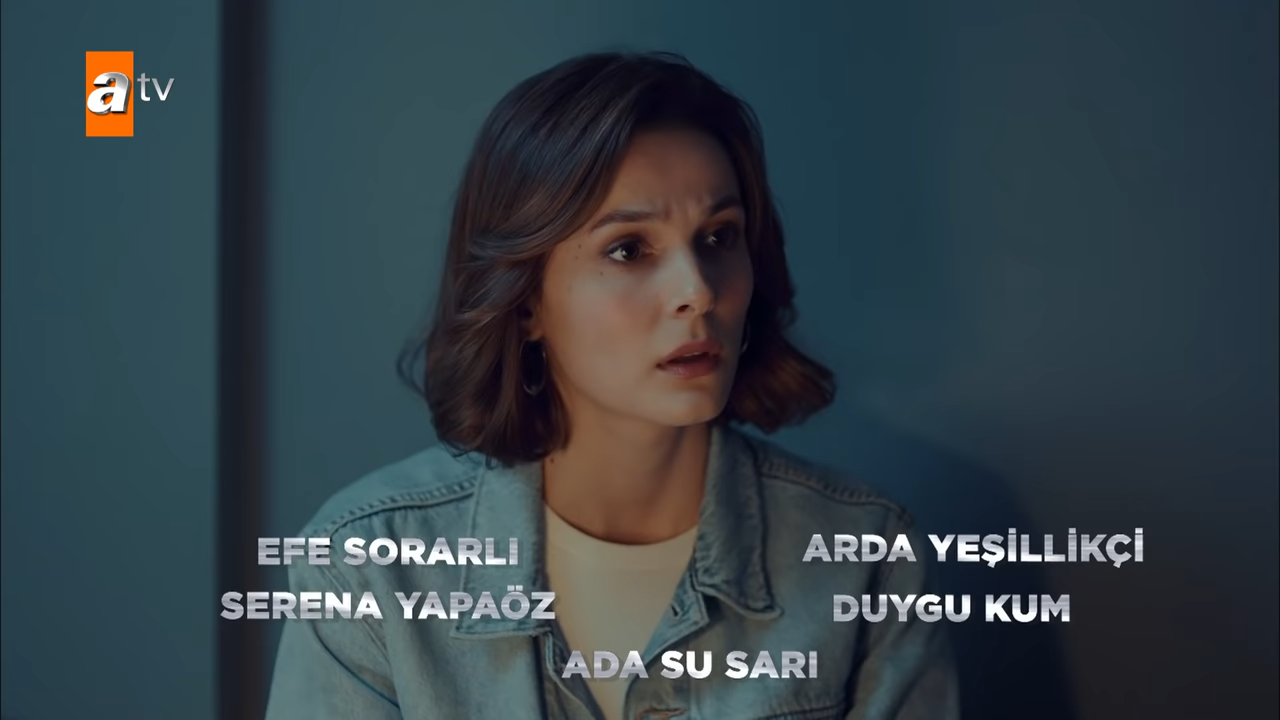 atv
EFE SORARLI
ARDA YEŞİLLİKÇİ
SERENA YAPAÖZ
DUYGU KUM
ADA SU SARI